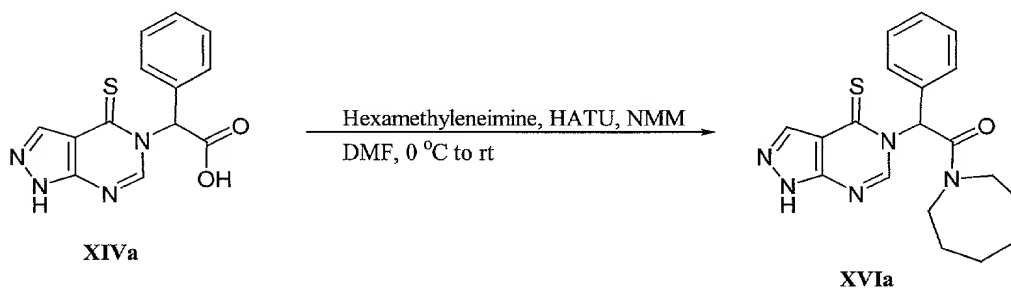 S
N
O
OH
N
N
H
N
XIVa
Hexamethyleneimine, HATU, NMM
DMF, 0 °C to rt
S
N
O
N
N
N
H
N
XVIa